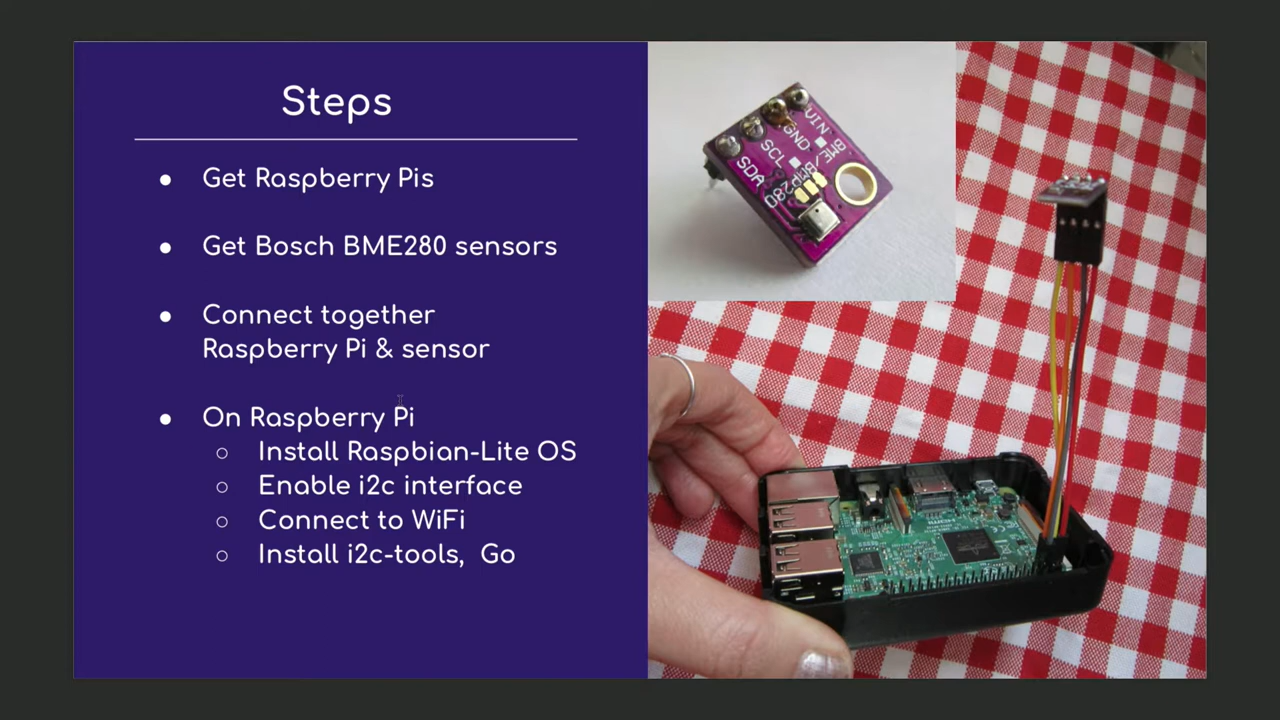 Steps
● Get Raspberry Pis
● Get Bosch BME280 sensors
● Connect together
Raspberry Pi & sensor
● On Raspberry Pi
○ Install Raspbian-Lite OS
○ Enable i2c interface
○ Connect to WiFi
○ Install i2c-tools, Go
VIN
GND
SCL
SDA
BME/BMP280
HDMI